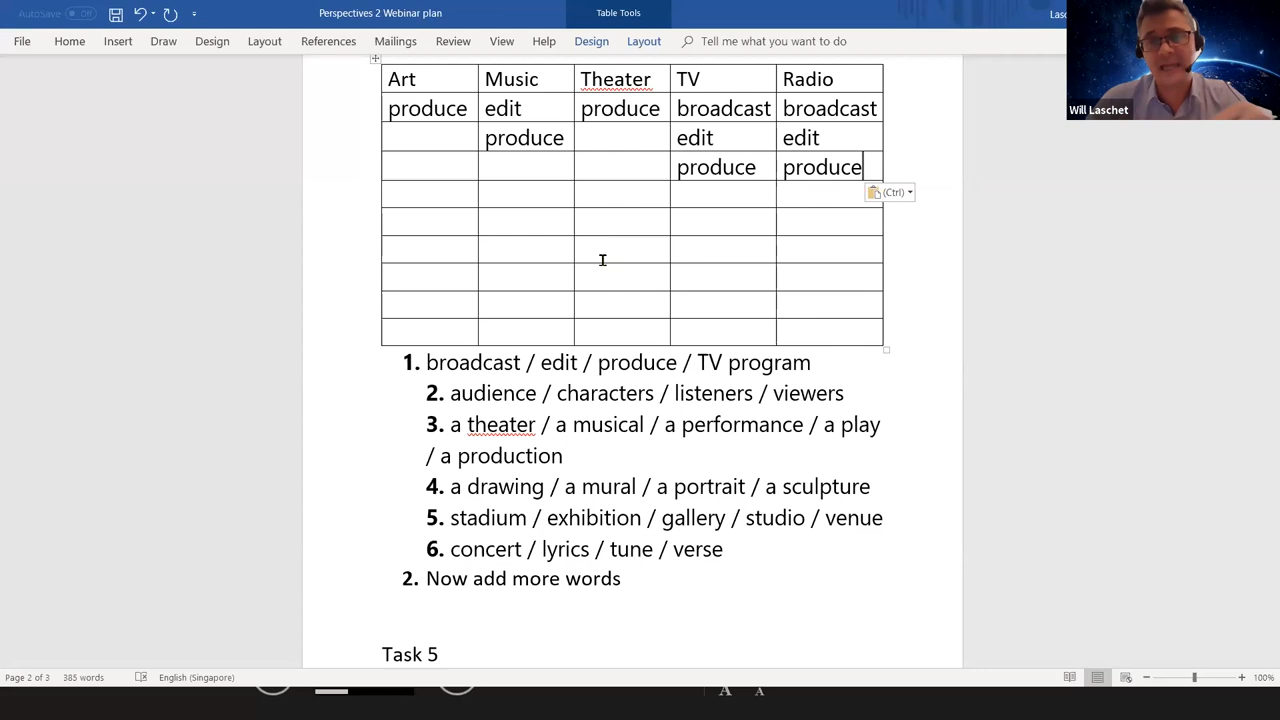 AutoSave Off
Perspectives 2 Webinar plan
Table Tools
File Home Insert Draw Design Layout References Mailings Review View Help Design Layout Tell me what you want to do
Will Laschet
Art Music Theater TV Radio
produce edit produce broadcast broadcast
produce edit edit
produce produce
(Ctrl)
1. broadcast / edit / produce / TV program
2. audience / characters / listeners / viewers
3. a theater / a musical / a performance / a play
/ a production
4. a drawing / a mural / a portrait / a sculpture
5. stadium / exhibition / gallery / studio / venue
6. concert / lyrics / tune / verse
2. Now add more words
Task 5
Page 2 of 3 385 words English (Singapore) 100%
A A